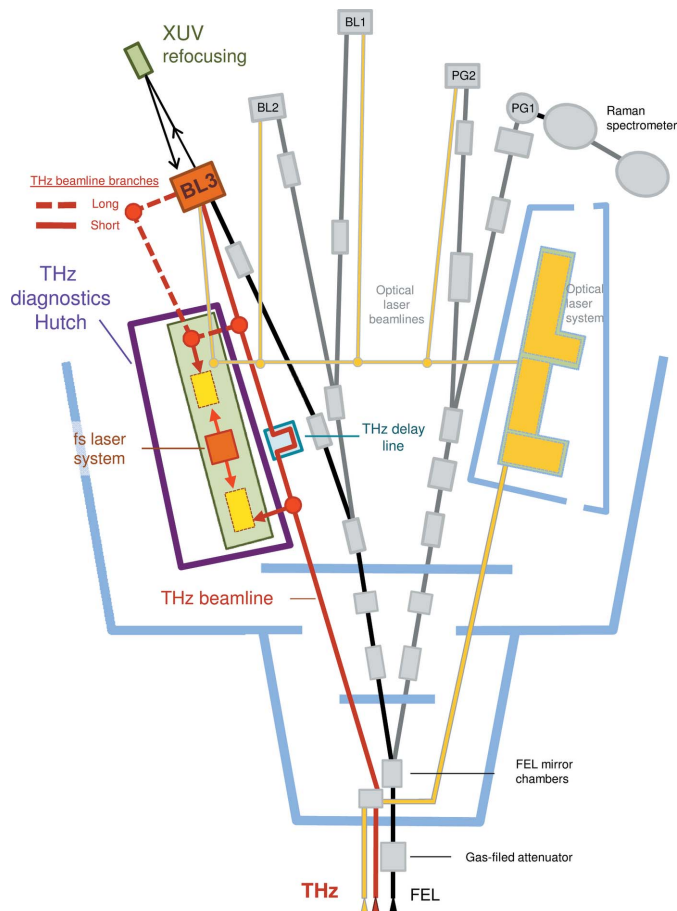 XUV
refocusing
BL1
BL2
PG2
PG1
Raman
spectrometer
THz beamline branches
Long
Short
BL3
THz
diagnostics
Hutch
Optical
laser
beamlines
Optical
laser
system
fs laser
system
THz delay
line
THz beamline
FEL mirror
chambers
Gas-filed attenuator
THz
FEL